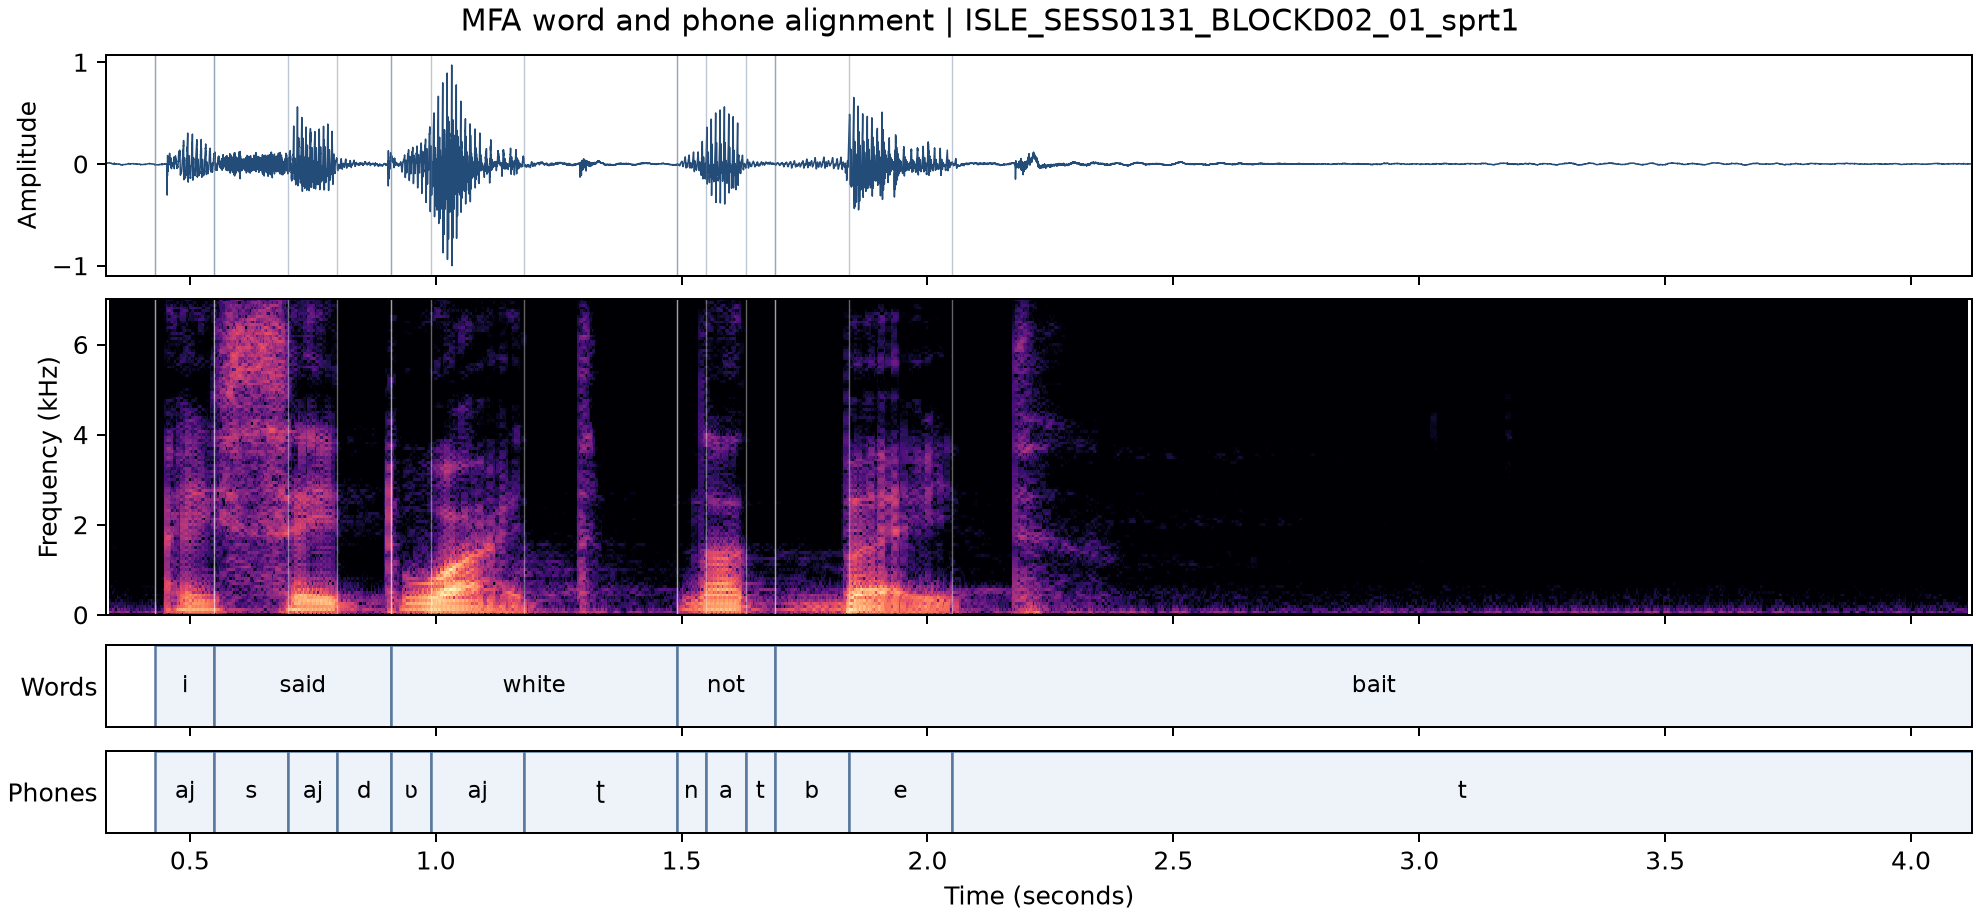 MFA word and phone alignment | ISLE_SESS0131_BLOCKD02_01_sprt1
Amplitude
1
0
−1
Frequency (kHz)
6
4
2
0
Words
i said white not bait
Phones
aj s aj d ʋ aj ʈ n a t b e t
0.5 1.0 1.5 2.0 2.5 3.0 3.5 4.0
Time (seconds)